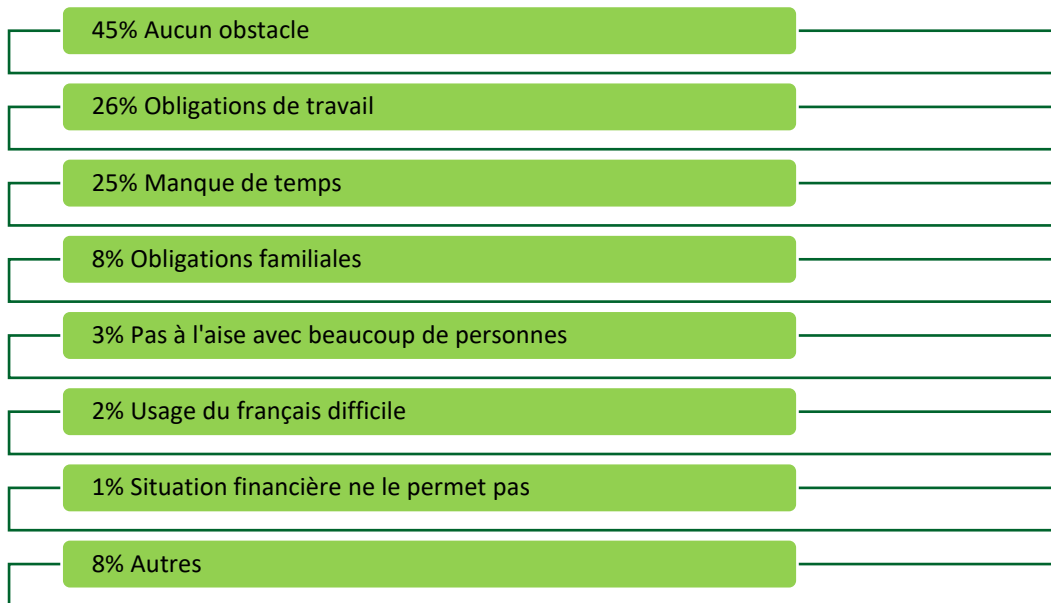 45% Aucun obstacle
26% Obligations de travail
25% Manque de temps
8% Obligations familiales
3% Pas à l'aise avec beaucoup de personnes
2% Usage du français difficile
1% Situation financière ne le permet pas
8% Autres